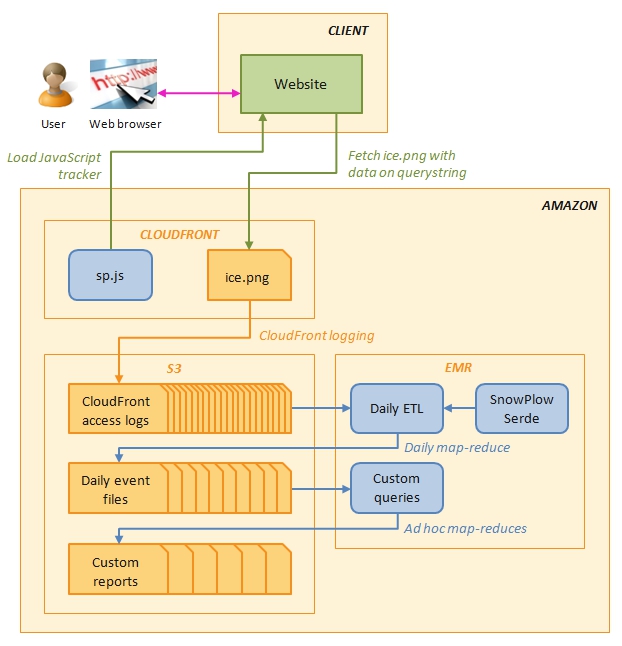 CLIENT
Website
http://www
User
Web browser
Load JavaScript
tracker
Fetch ice.png with
data on querystring
AMAZON
CLOUDFRONT
sp.js
ice.png
CloudFront logging
S3
EMR
CloudFront
access logs
Daily ETL
SnowPlow
Serde
Daily map-reduce
Daily event
files
Custom
queries
Ad hoc map-reduces
Custom
reports